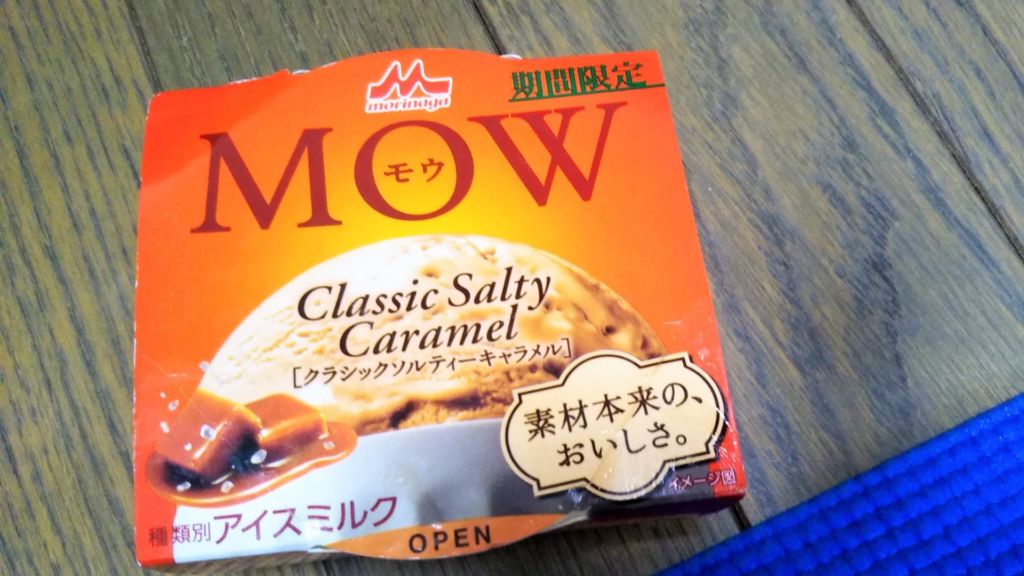 morinaga
期間限定
MOW
モウ
Classic Salty
Caramel
[クラシックソルティーキャラメル]
素材本来の、
おいしさ。
イメージ図
種類別アイスミルク
OPEN